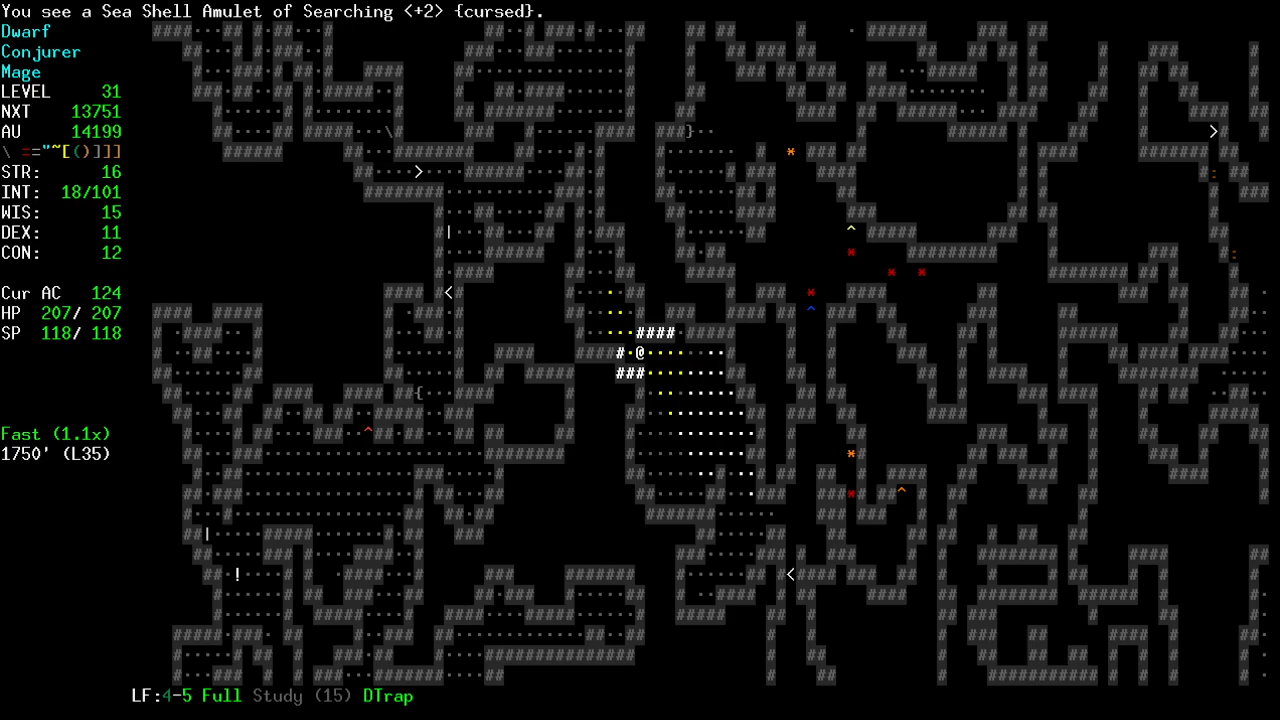 You see a Sea Shell Amulet of Searching <+2> {cursed}.
Dwarf
Conjurer
Mage
LEVEL 31
NXT 13751
AU 14199
\ =="~[()]]]
STR: 16
INT: 18/101
WIS: 15
DEX: 11
CON: 12
Cur AC 124
HP 207/ 207
SP 118/ 118
Fast (1.1x)
1750' (L35)
LF:4-5 Full Study (15) DTrap